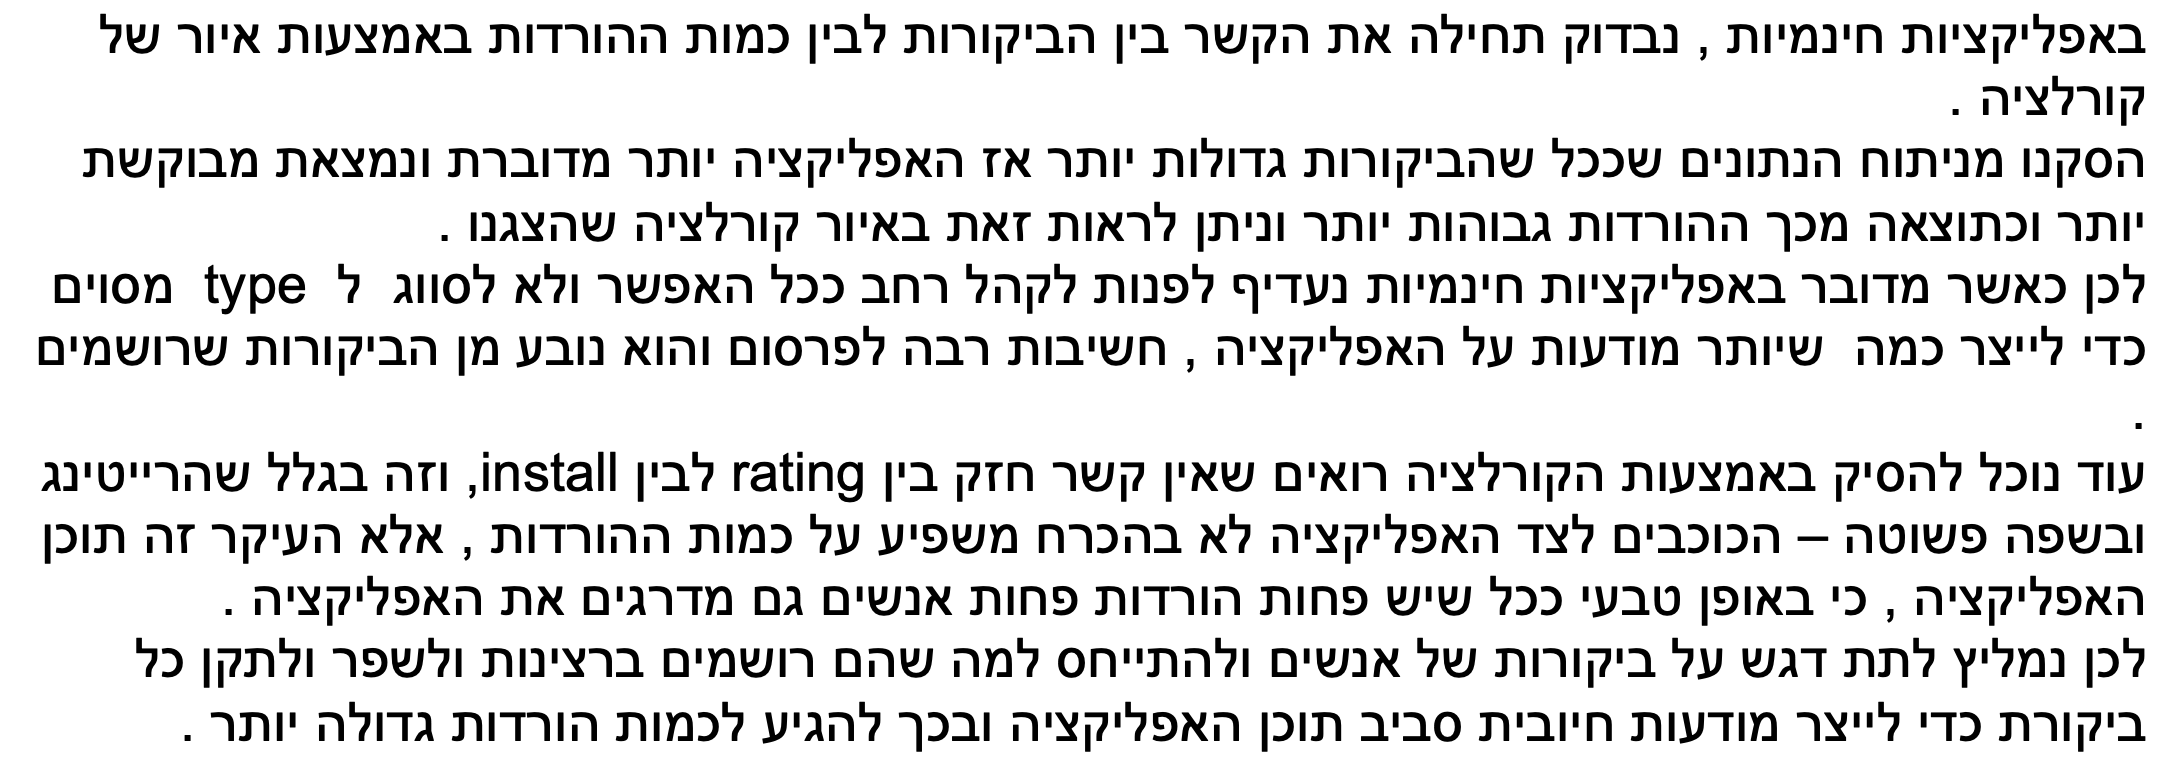 באפליקציות חינמיות , נבדוק תחילה את הקשר בין הביקורות לבין כמות ההורדות באמצעות איור של
קורלציה .
הסקנו מניתוח הנתונים שככל שהביקורות גדולות יותר אז האפליקציה יותר מדוברת ונמצאת מבוקשת
יותר וכתוצאה מכך ההורדות גבוהות יותר וניתן לראות זאת באיור קורלציה שהצגנו .
לכן כאשר מדובר באפליקציות חינמיות נעדיף לפנות לקהל רחב ככל האפשר ולא לסווג  ל  type  מסוים
כדי לייצר כמה  שיותר מודעות על האפליקציה , חשיבות רבה לפרסום והוא נובע מן הביקורות שרושמים
.
עוד נוכל להסיק באמצעות הקורלציה רואים שאין קשר חזק בין rating לבין install, וזה בגלל שהרייטינג
ובשפה פשוטה – הכוכבים לצד האפליקציה לא בהכרח משפיע על כמות ההורדות , אלא העיקר זה תוכן
האפליקציה , כי באופן טבעי ככל שיש פחות הורדות פחות אנשים גם מדרגים את האפליקציה .
לכן נמליץ לתת דגש על ביקורות של אנשים ולהתייחס למה שהם רושמים ברצינות ולשפר ולתקן כל
ביקורת כדי לייצר מודעות חיובית סביב תוכן האפליקציה ובכך להגיע לכמות הורדות גדולה יותר .